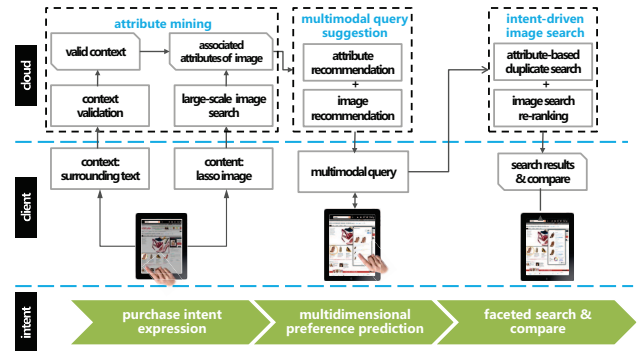 attribute mining
multimodal query
suggestion
intent-driven
image search
cloud
valid context
associated
attributes of image
attribute
recommendation
+
image
recommendation
attribute-based
duplicate search
+
image search
re-ranking
context
validation
large-scale image
search
client
context:
surrounding text
content:
lasso image
multimodal query
search results
& compare
intent
purchase intent
expression
multidimensional
preference prediction
faceted search &
compare